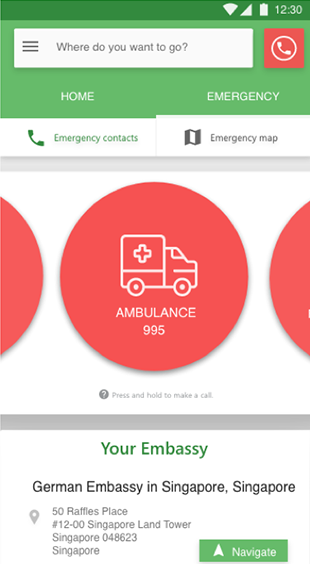 12:30
Where do you want to go?
HOME EMERGENCY
Emergency contacts Emergency map
AMBULANCE
995
Press and hold to make a call.
Your Embassy
German Embassy in Singapore, Singapore
50 Raffles Place
#12-00 Singapore Land Tower
Singapore 048623
Singapore
Navigate